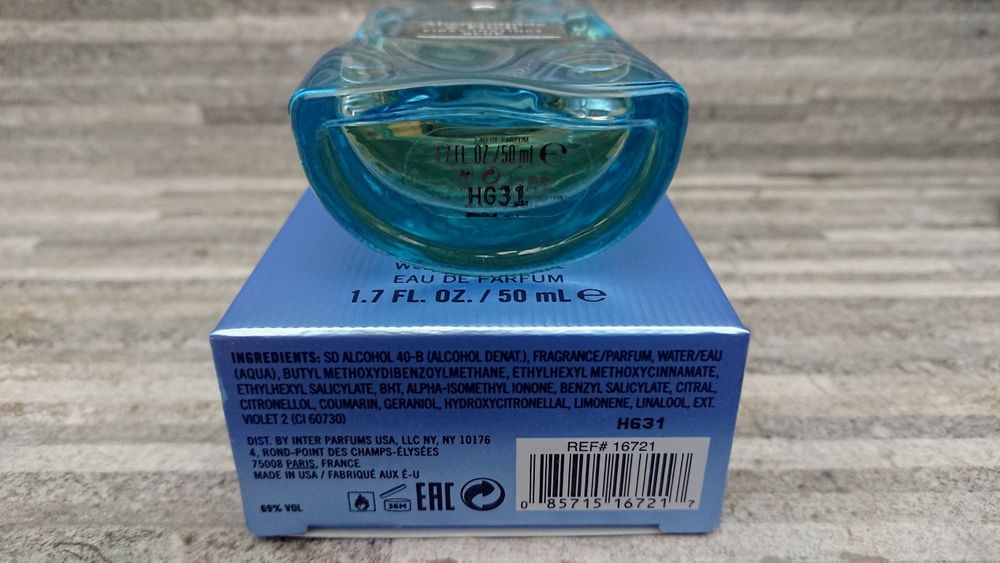 EAU DE PARFUM
FL OZ / 50 ml e
HG31
EAU DE PARFUM
1.7 FL. OZ. / 50 mL e
INGREDIENTS: SD ALCOHOL 40-B (ALCOHOL DENAT.), FRAGRANCE/PARFUM, WATER/EAU
(AQUA), BUTYL METHOXYDIBENZOYLMETHANE, ETHYLHEXYL METHOXYCINNAMATE,
ETHYLHEXYL SALICYLATE, BHT, ALPHA-ISOMETHYL IONONE, BENZYL SALICYLATE, CITRAL,
CITRONELLOL, COUMARIN, GERANIOL, HYDROXYCITRONELLAL, LIMONENE, LINALOOL, EXT.
VIOLET 2 (CI 60730)
HG31
DIST. BY INTER PARFUMS USA, LLC NY, NY 10176
4, ROND-POINT DES CHAMPS-ÉLYSÉES
75008 PARIS, FRANCE
MADE IN USA / FABRIQUÉ AUX É-U
69% VOL
36M
EAC
REF# 16721
0 85715 16721 7